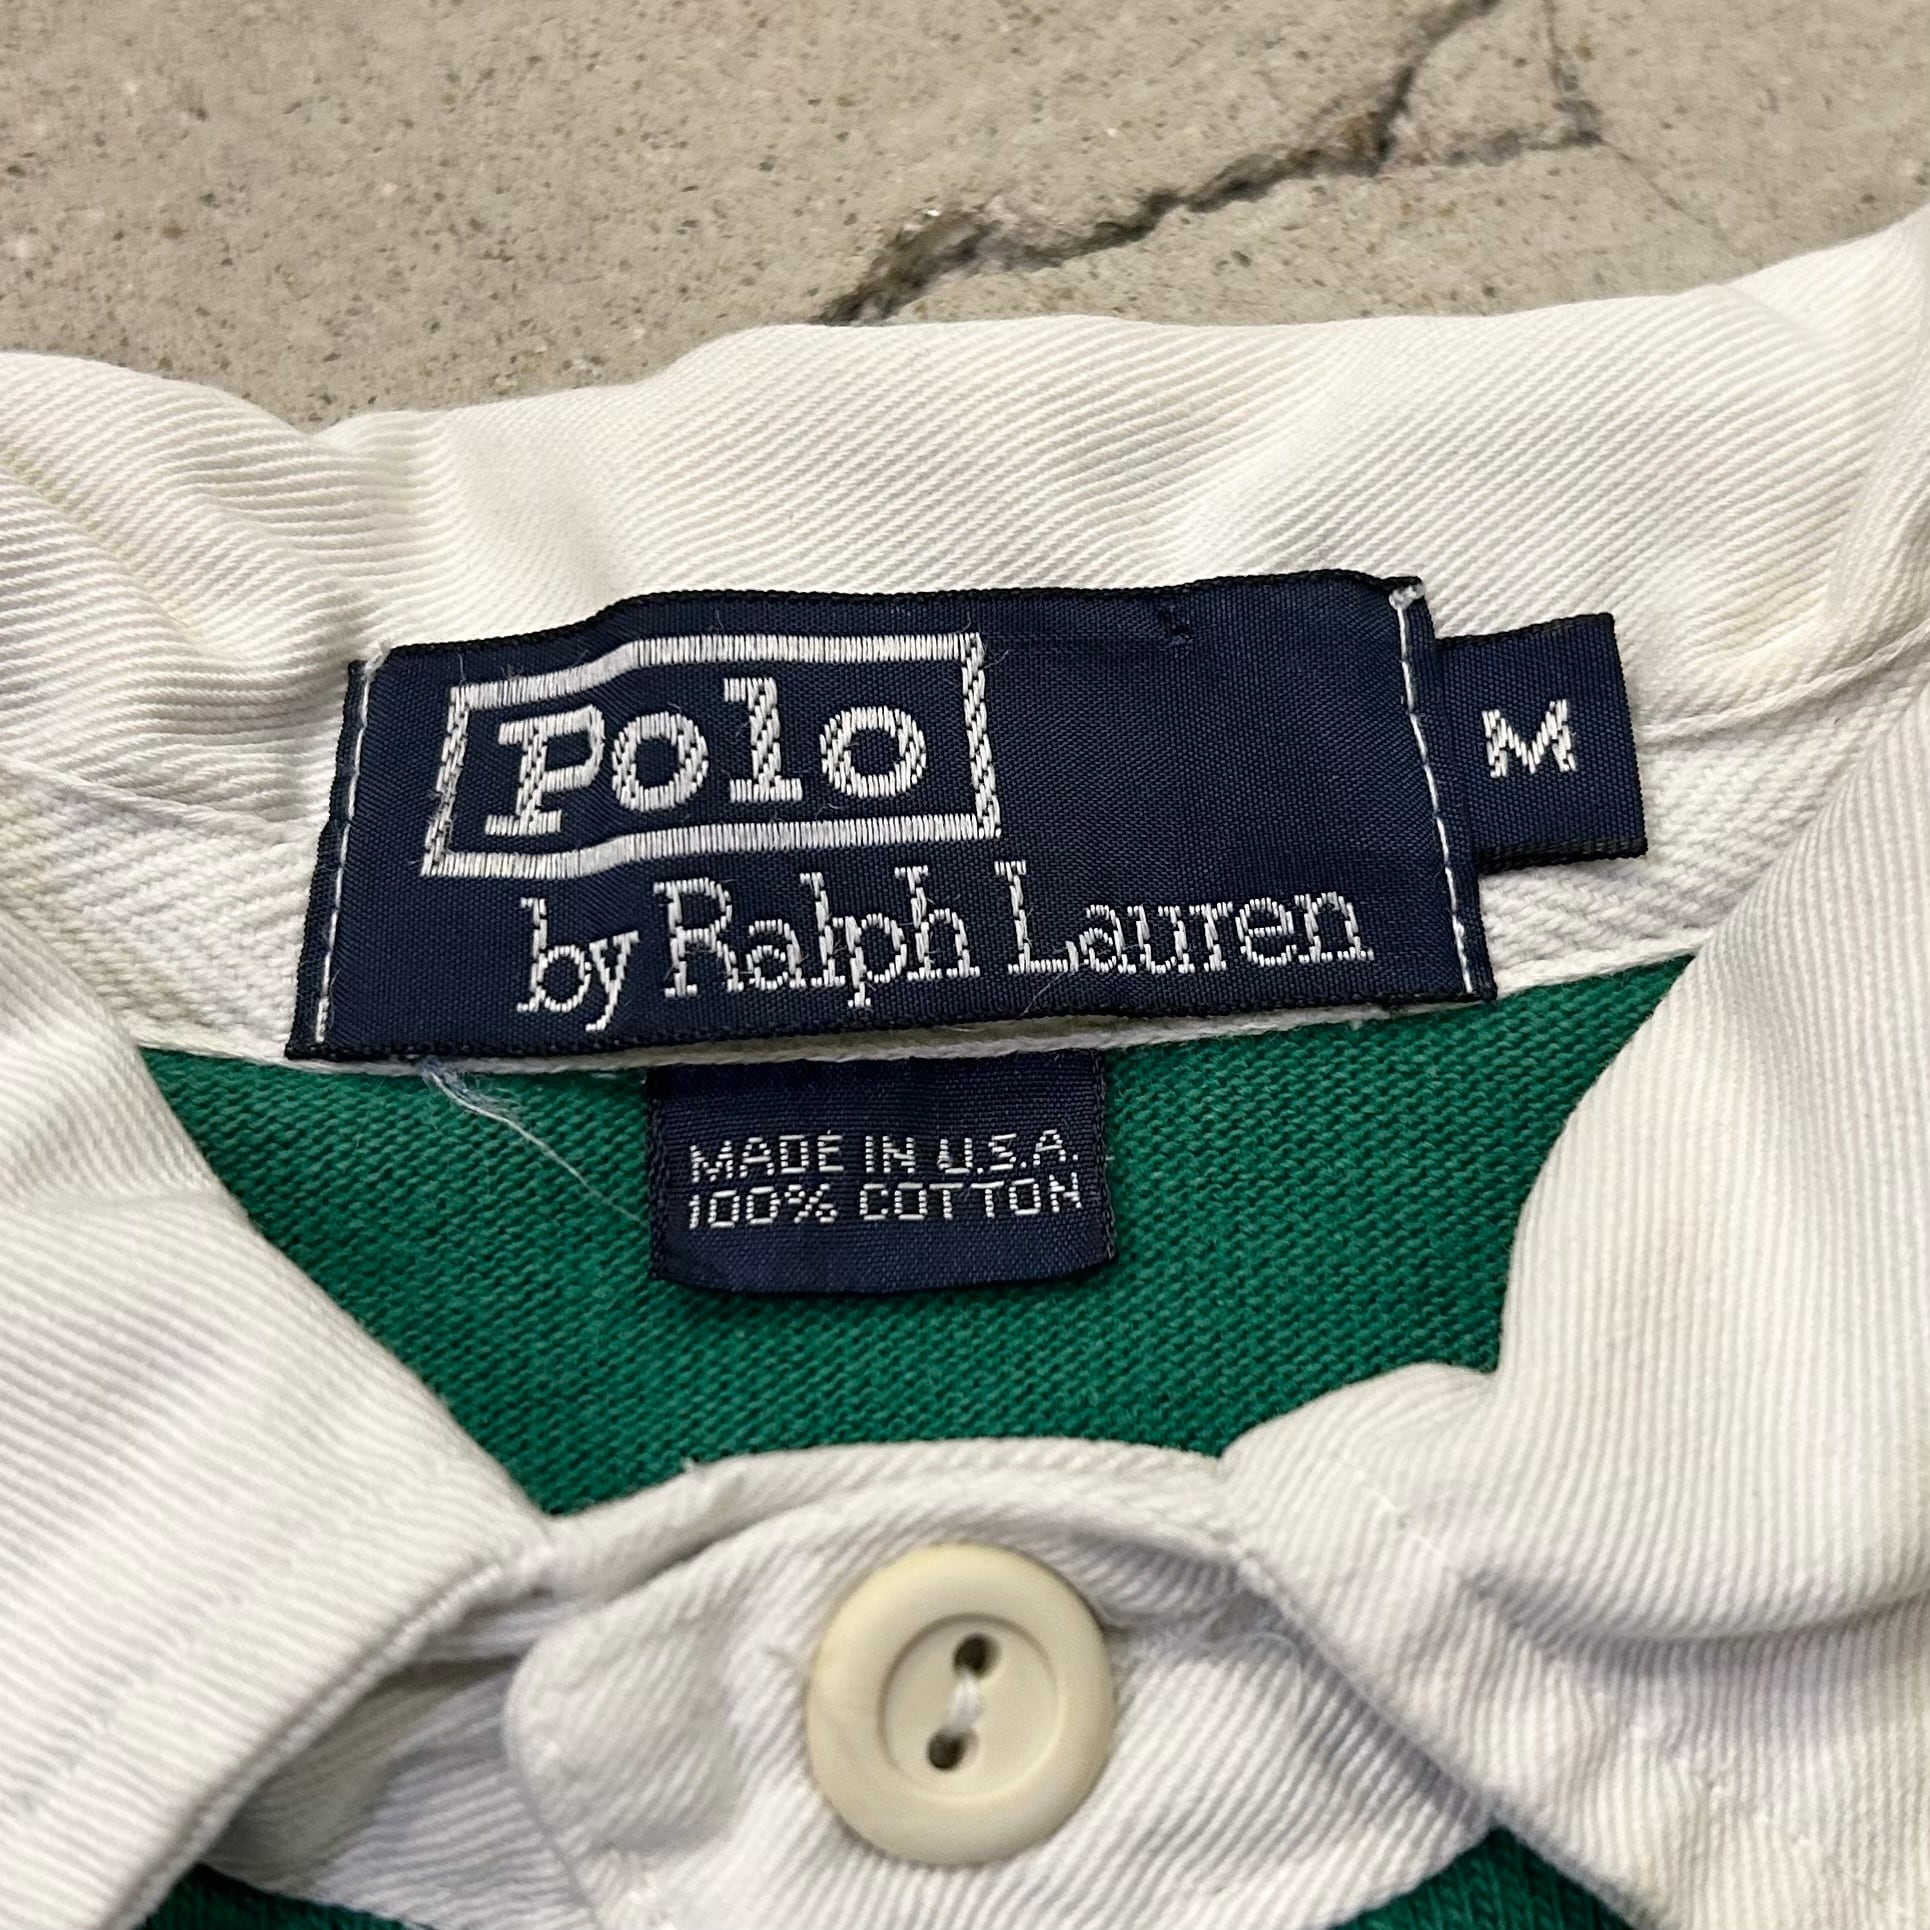 Polo
by Ralph Lauren
M
MADE IN U.S.A.
100% COTTON